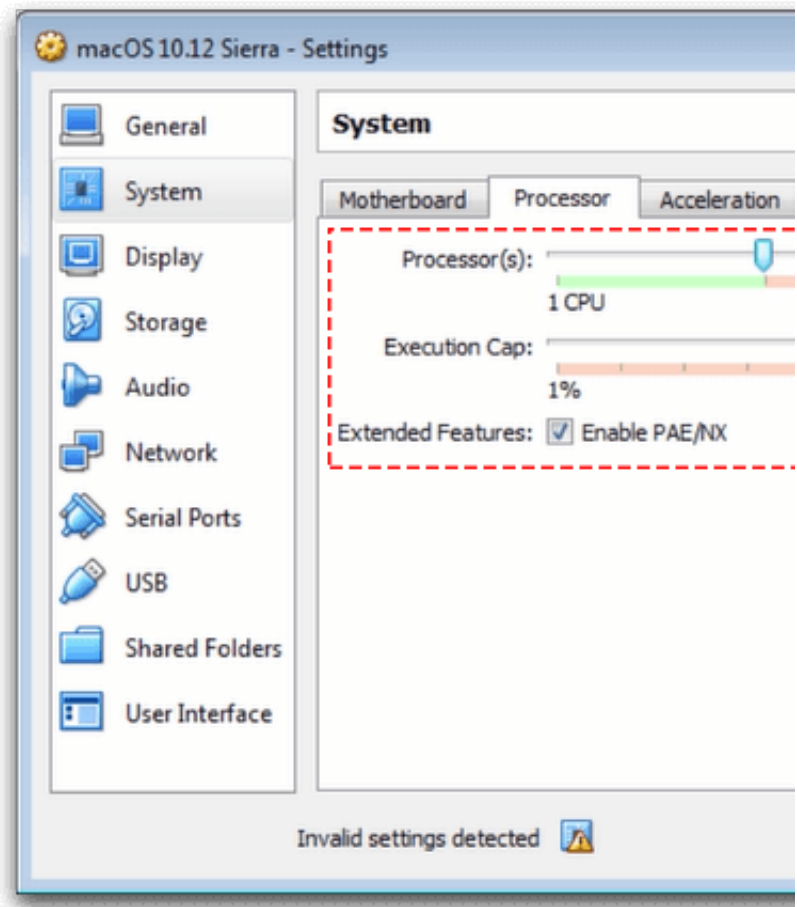 macOS 10.12 Sierra - Settings
General
System
Display
Storage
Audio
Network
Serial Ports
USB
Shared Folders
User Interface
System
Motherboard Processor Acceleration
Processor(s):
1 CPU
Execution Cap:
1%
Extended Features: Enable PAE/NX
Invalid settings detected